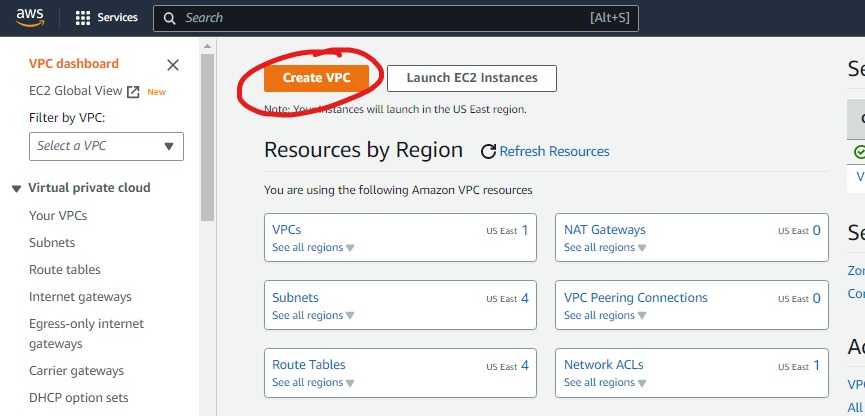 aws
Services
Search
[Alt+S]
VPC dashboard
EC2 Global View
New
Filter by VPC:
Select a VPC
Virtual private cloud
Your VPCs
Subnets
Route tables
Internet gateways
Egress-only internet
gateways
Carrier gateways
DHCP option sets
Create VPC
Launch EC2 Instances
Note: Your Instances will launch in the US East region.
Resources by Region
Refresh Resources
You are using the following Amazon VPC resources
VPCs
US East 1
See all regions
NAT Gateways
US East 0
See all regions
Subnets
US East 4
See all regions
VPC Peering Connections
US East 0
See all regions
Route Tables
US East 4
See all regions
Network ACLs
US East 1
See all regions
Se
V
Se
Zor
Cor
Ac
VPC
All